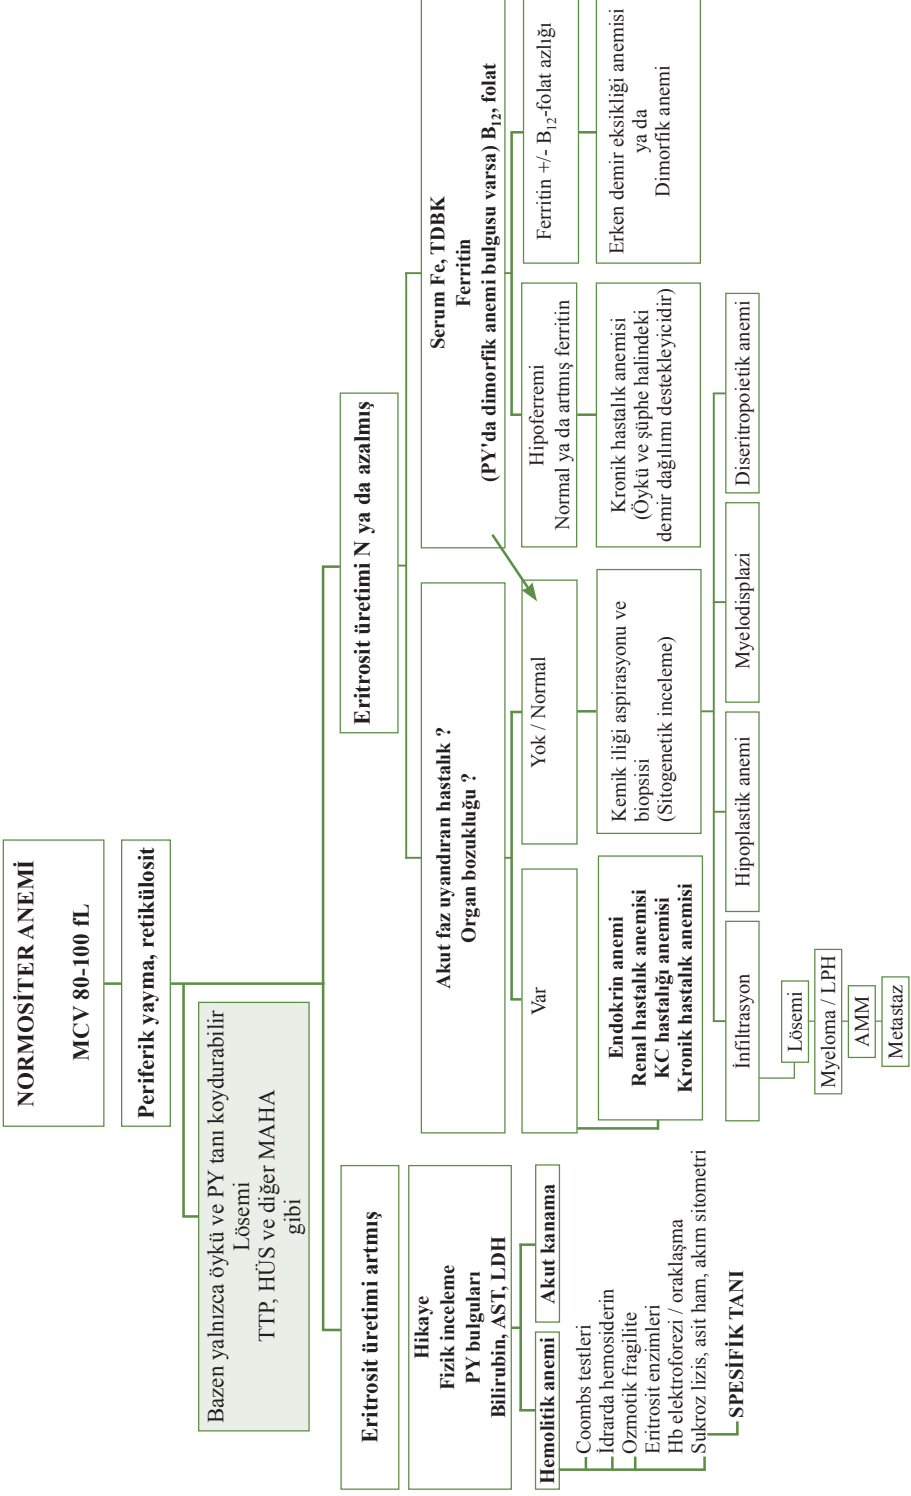 NORMOSİTER ANEMİ
MCV 80-100 fL
Periferik yayma, retikülosit
Bazen yalnızca öykü ve PY tanı koydurabilir
Lösemi
TTP, HÜS ve diğer MAHA
gibi
Eritrosit üretimi artmış
Hikaye
Fizik inceleme
PY bulguları
Bilirubin, AST, LDH
Hemolitik anemi
Akut kanama
Coombs testleri
İdrarda hemosiderin
Ozmotik fragilite
Eritrosit enzimleri
Hb elektroforezi / oraklaşma
Sukroz lizis, asit ham, akım sitometri
SPESİFİK TANI
Eritrosit üretimi N ya da azalmış
Akut faz uyandıran hastalık ?
Organ bozukluğu ?
Var
Endokrin anemi
Renal hastalık anemisi
KC hastalığı anemisi
Kronik hastalık anemisi
Yok / Normal
Kemik iliği aspirasyonu ve
biopsisi
(Sitogenetik inceleme)
İnfiltrasyon
Lösemi
Myeloma / LPH
AMM
Metastaz
Hipoplastik anemi
Myelodisplazi
Diseritropoietik anemi
Serum Fe, TDBK
Ferritin
(PY'da dimorfik anemi bulgusu varsa) B₁₂, folat
Hipoferremi
Normal ya da artmış ferritin
Kronik hastalık anemisi
(Öykü ve şüphe halindeki
demir dağılımı destekleyicidir)
Ferritin +/- B₁₂-folat azlığı
Erken demir eksikliği anemisi
ya da
Dimorfik anemi